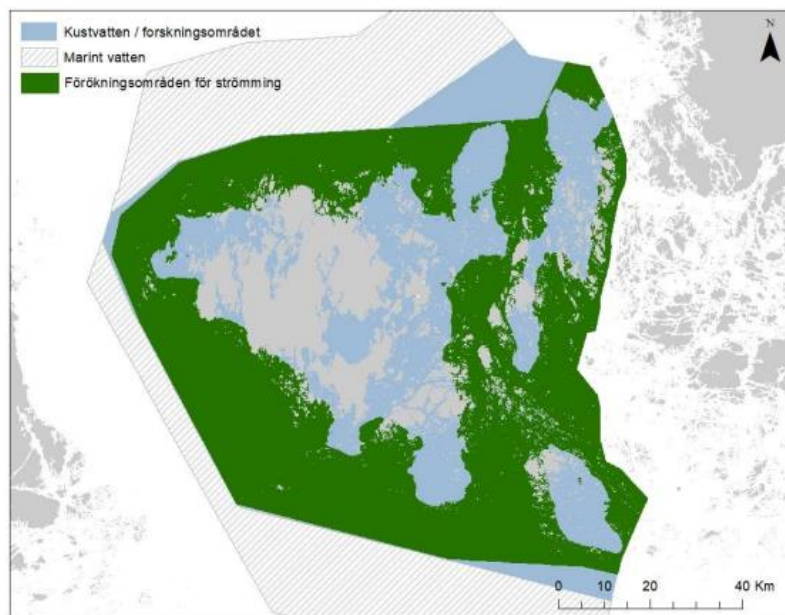 Kustvatten / forskningsområdet
Marint vatten
Förökningsområden för strömming
N
0 10 20 40 Km